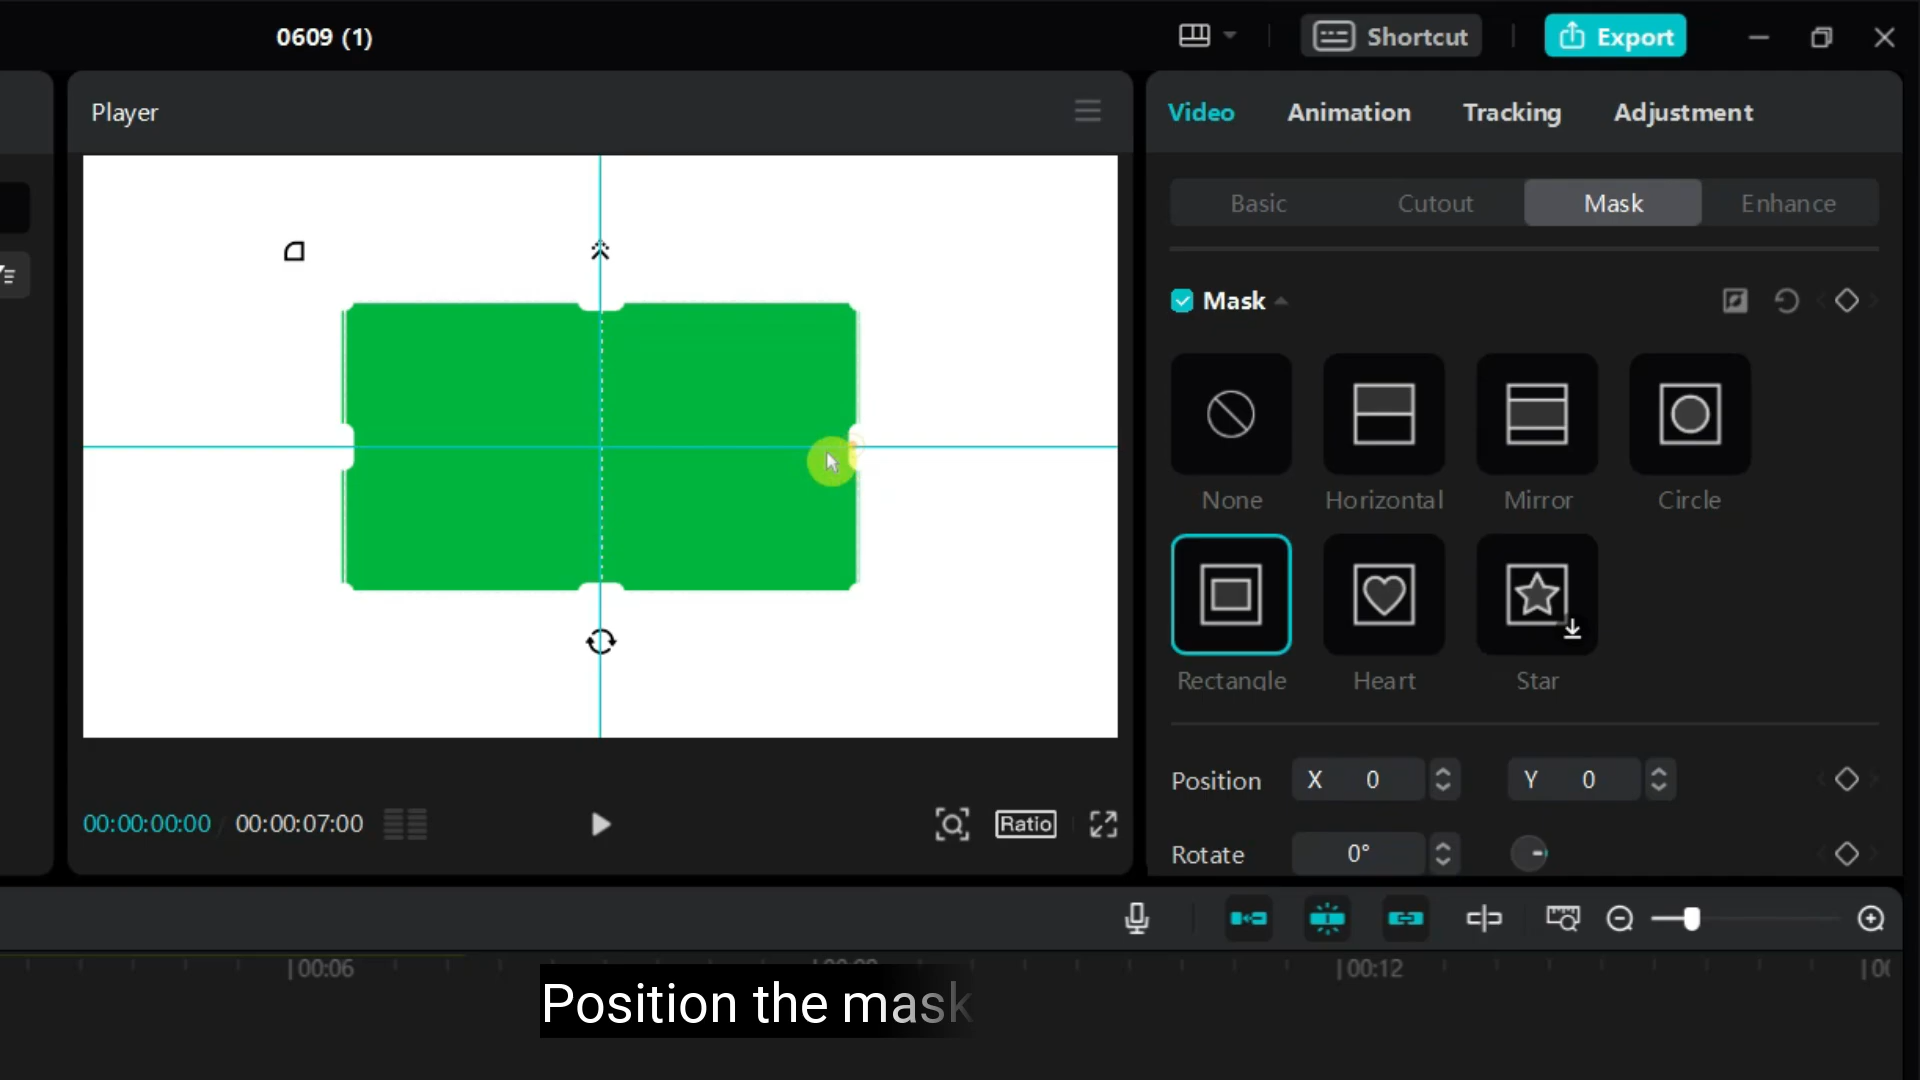 0609 (1)
Shortcut
Export
Player
Video
Animation
Tracking
Adjustment
Basic
Cutout
Mask
Enhance
Mask
None
Horizontal
Mirror
Circle
Rectangle
Heart
Star
Position
X 0
Y 0
00:00:00:00 / 00:00:07:00
Ratio
Rotate
0°
00:06
00:12
Position the mask